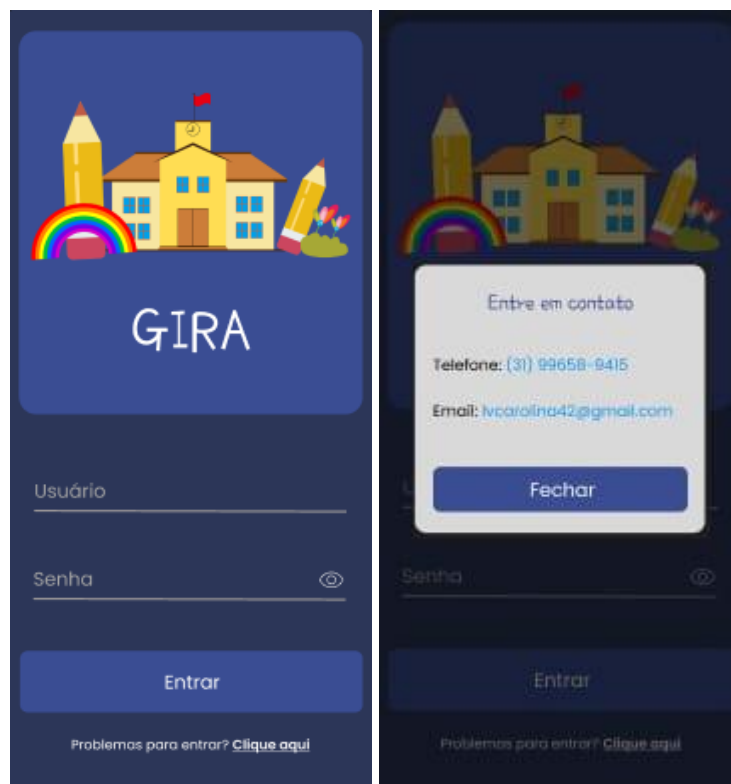 GIRA
Usuário
Senha
Entrar
Problemas para entrar? Clique aqui
Entre em contato
Telefone: (31) 99658-9415
Email: lvcarolina42@gmail.com
Fechar
Senha
Entrar
Problemas para entrar? Clique aqui